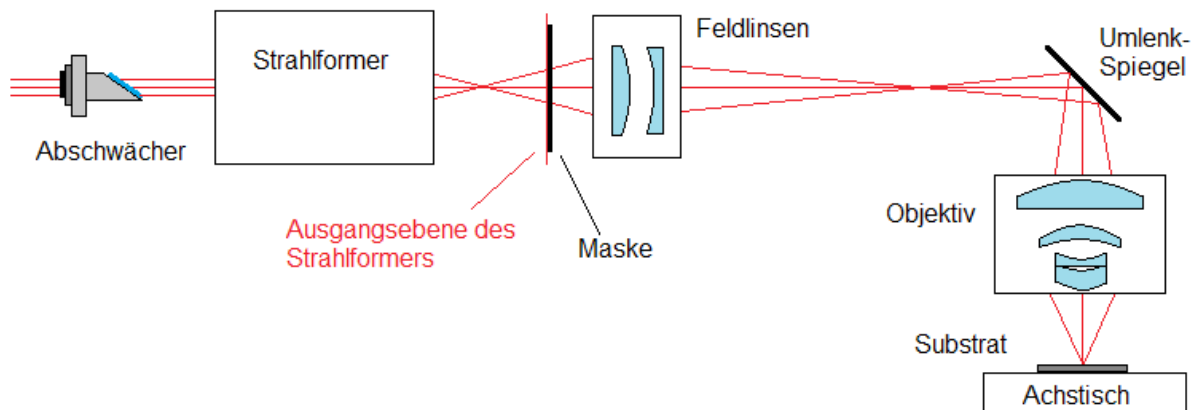 Abschwächer
Strahlformer
Ausgangsebene des
Strahlformers
Maske
Feldlinsen
Umlenk-
Spiegel
Objektiv
Substrat
Achstisch